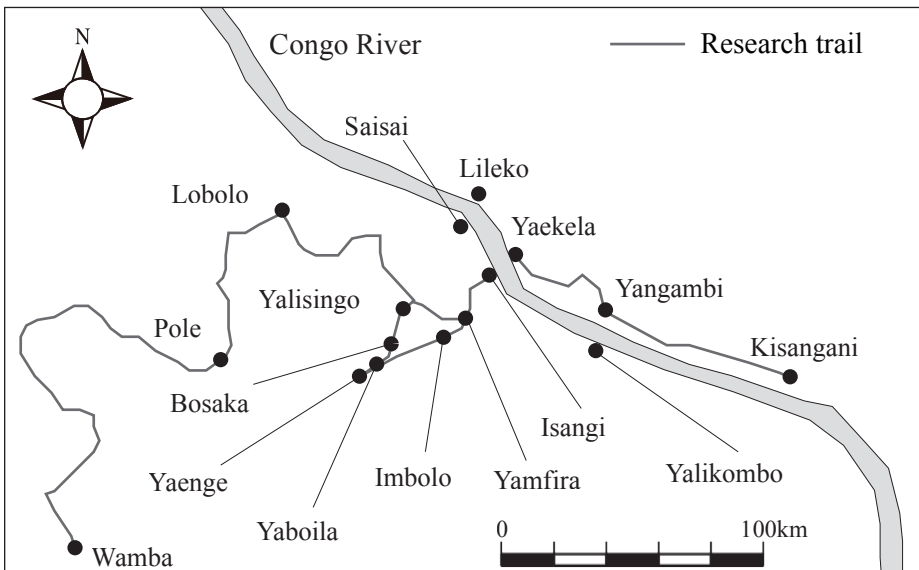 N
Congo River
Research trail
Saisai
Lileko
Lobolo
Yaekela
Yalisingo
Yangambi
Pole
Kisangani
Bosaka
Isangi
Yaenge
Imbolo
Yamfira
Yalikombo
Yaboila
0
100km
Wamba